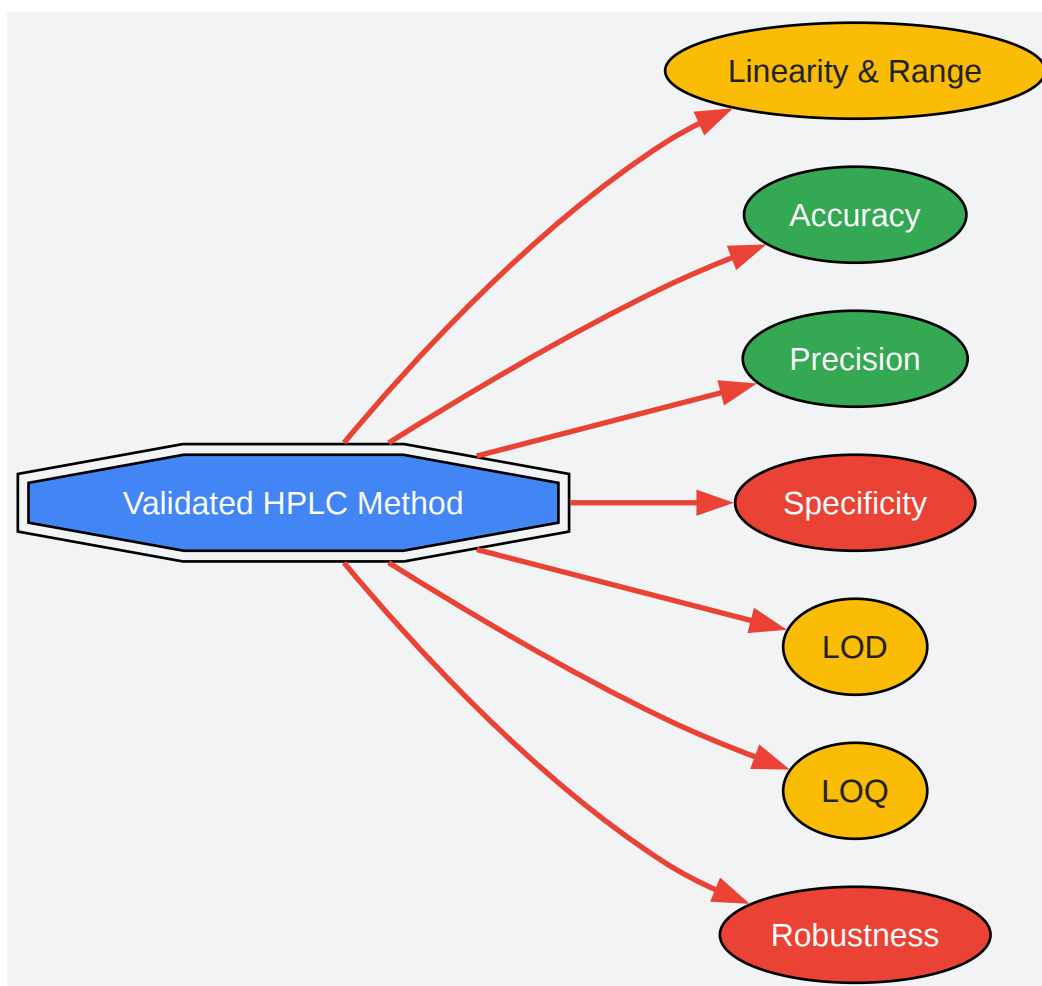 Linearity & Range
Accuracy
Precision
Validated HPLC Method
Specificity
LOD
LOQ
Robustness